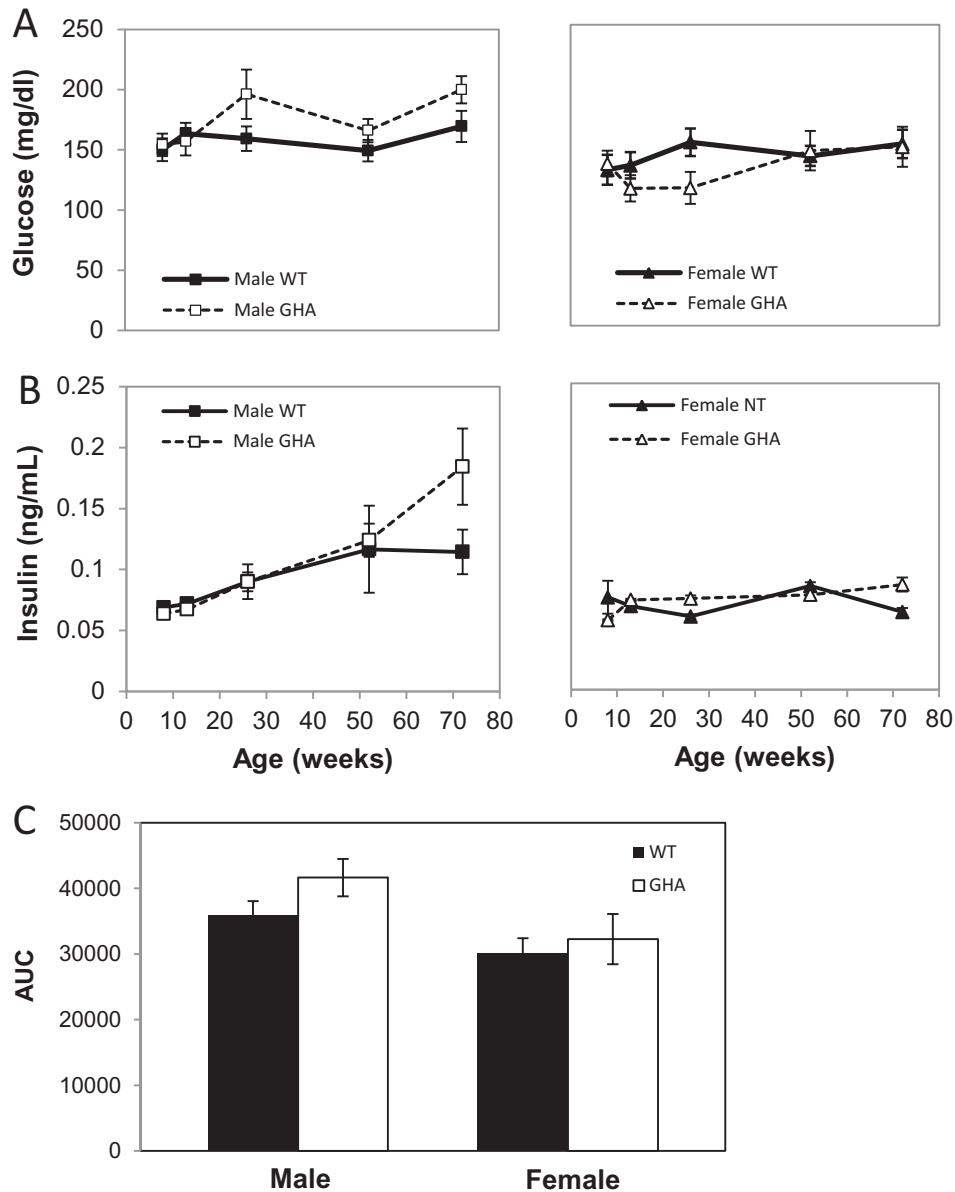 A
Glucose (mg/dl)
250
200
150
100
50
0
Male WT
Male GHA
Female WT
Female GHA
B
Insulin (ng/mL)
0.25
0.2
0.15
0.1
0.05
0
Male WT
Male GHA
Female NT
Female GHA
0 10 20 30 40 50 60 70 80
0 10 20 30 40 50 60 70 80
Age (weeks)
Age (weeks)
C
AUC
50000
40000
30000
20000
10000
0
WT
GHA
Male
Female